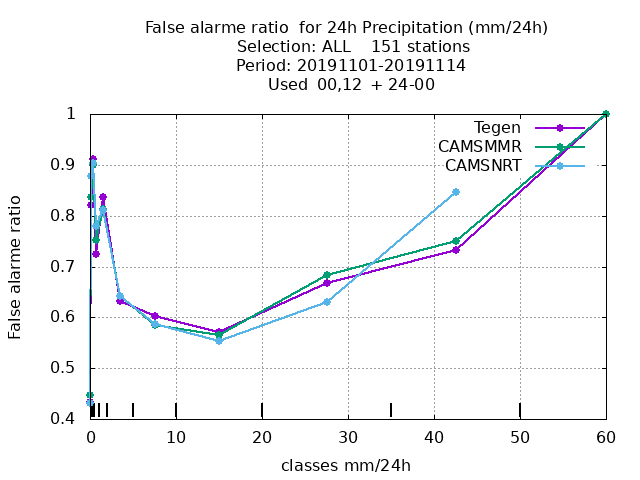 False alarme ratio  for 24h Precipitation (mm/24h)
Selection: ALL    151 stations
Period: 20191101-20191114
Used  00,12  + 24-00
Tegen
CAMSMMR
CAMSNRT
False alarme ratio
1
0.9
0.8
0.7
0.6
0.5
0.4
0 10 20 30 40 50 60
classes mm/24h